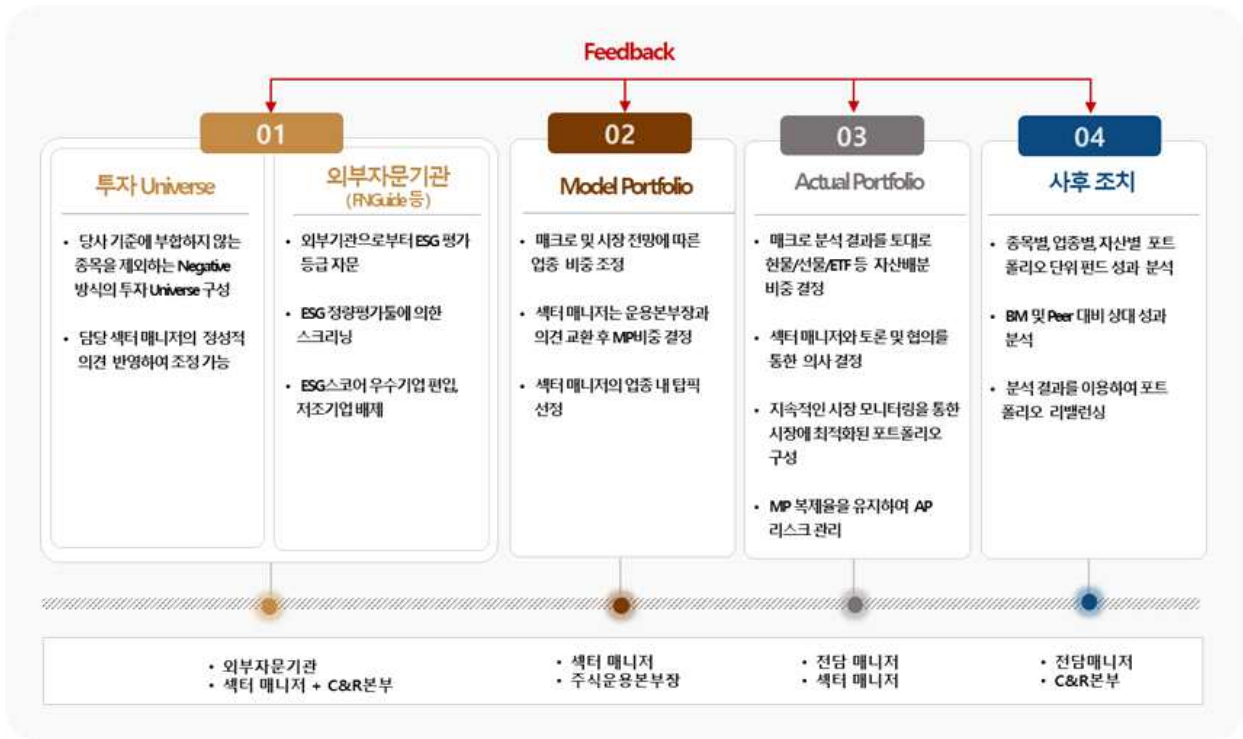 Feedback
01
투자 Universe
• 당사 기준에 부합하지 않는
종목을 제외하는 Negative
방식의 투자 Universe 구성
• 담당 섹터 매니저의 정성적
의견 반영하여 조정 가능
외부자문기관
(FNGuide 등)
• 외부기관으로부터 ESG 평가
등급 자문
• ESG 정량평가툴에 의한
스크리닝
• ESG스코어 우수기업 편입,
저조기업 배제
02
Model Portfolio
• 매크로 및 시장 전망에 따른
업종 비중 조정
• 섹터 매니저는 운용본부장과
의견 교환 후 MP비중 결정
• 섹터 매니저의 업종 내 탑픽
선정
03
Actual Portfolio
• 매크로 분석 결과를 토대로
현물/선물/ETF 등 자산배분
비중 결정
• 섹터 매니저와 토론 및 협의를
통한 의사 결정
• 지속적인 시장 모니터링을 통한
시장에 최적화된 포트폴리오
구성
• MP 복제율을 유지하여 AP
리스크 관리
04
사후 조치
• 종목별, 업종별, 자산별 포트
폴리오 단위 펀드 성과 분석
• BM 및 Peer 대비 상대 성과
분석
• 분석 결과를 이용하여 포트
폴리오 리밸런싱
• 외부자문기관
• 섹터 매니저 + C&R본부
• 섹터 매니저
• 주식운용본부장
• 전담 매니저
• 섹터 매니저
• 전담매니저
• C&R본부